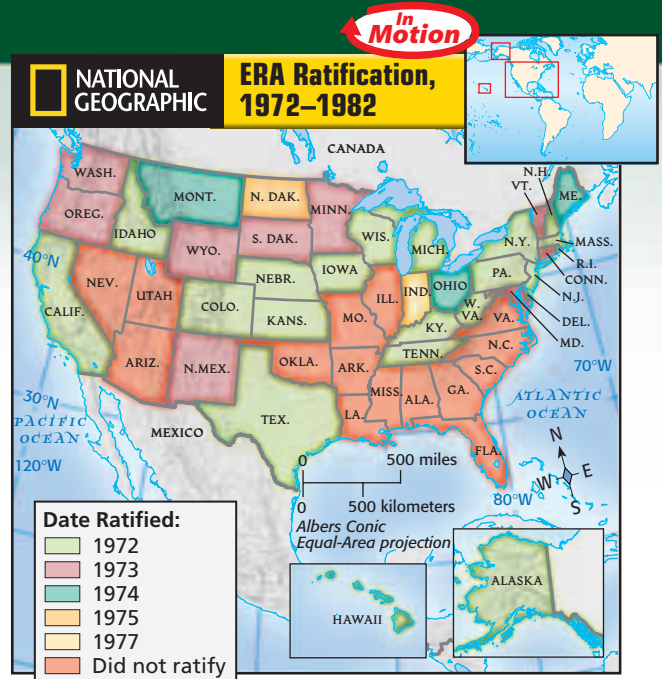 In
Motion
NATIONAL
GEOGRAPHIC
ERA Ratification,
1972–1982
CANADA
WASH.
MONT.
N. DAK.
MINN.
VT.
N.H.
ME.
OREG.
IDAHO
WYO.
S. DAK.
WIS.
MICH.
N.Y.
MASS.
R.I.
CONN.
40°N
NEV.
UTAH
COLO.
NEBR.
IOWA
ILL.
IND.
OHIO
PA.
N.J.
DEL.
MD.
CALIF.
KANS.
MO.
KY.
W.
VA.
VA.
ARIZ.
N.MEX.
OKLA.
ARK.
TENN.
N.C.
S.C.
70°W
30°N
TEX.
LA.
MISS.
ALA.
GA.
FLA.
ATLANTIC
OCEAN
PACIFIC
OCEAN
MEXICO
120°W
80°W
N
W
E
S
0
500 miles
0
500 kilometers
Albers Conic
Equal-Area projection
Date Ratified:
1972
1973
1974
1975
1977
Did not ratify
HAWAII
ALASKA